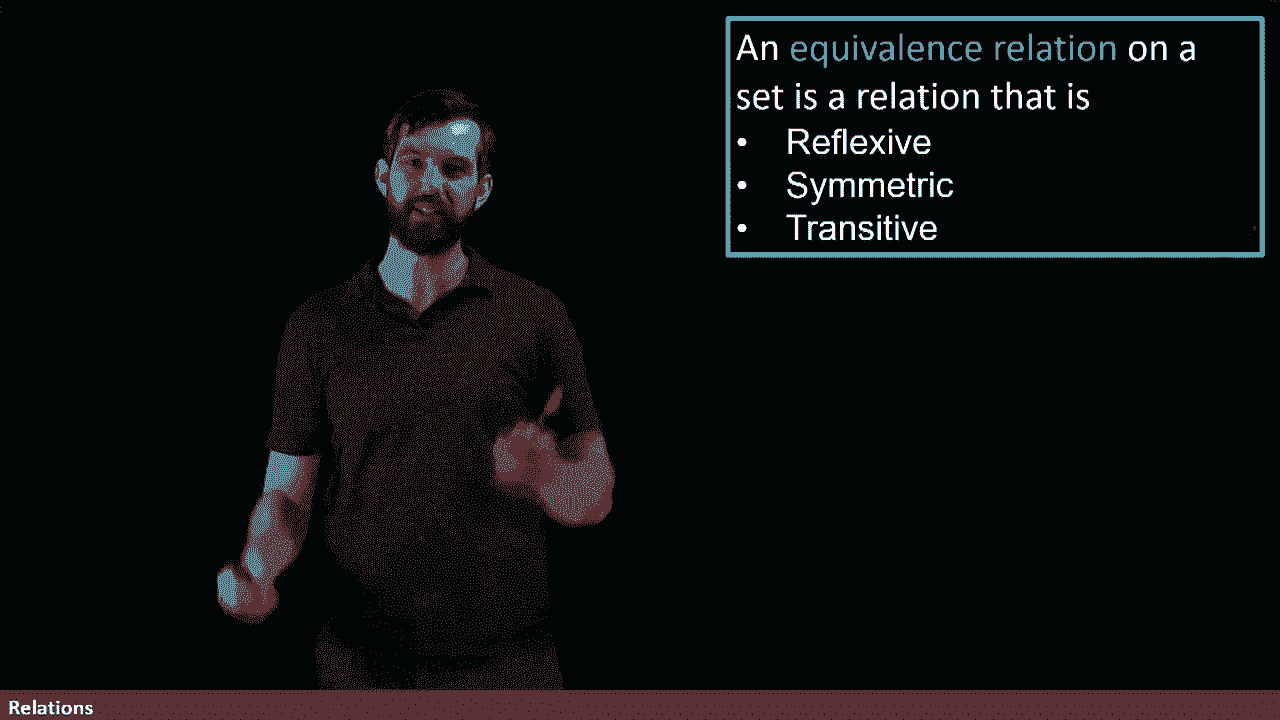 An equivalence relation on a
set is a relation that is
• Reflexive
• Symmetric
• Transitive
Relations